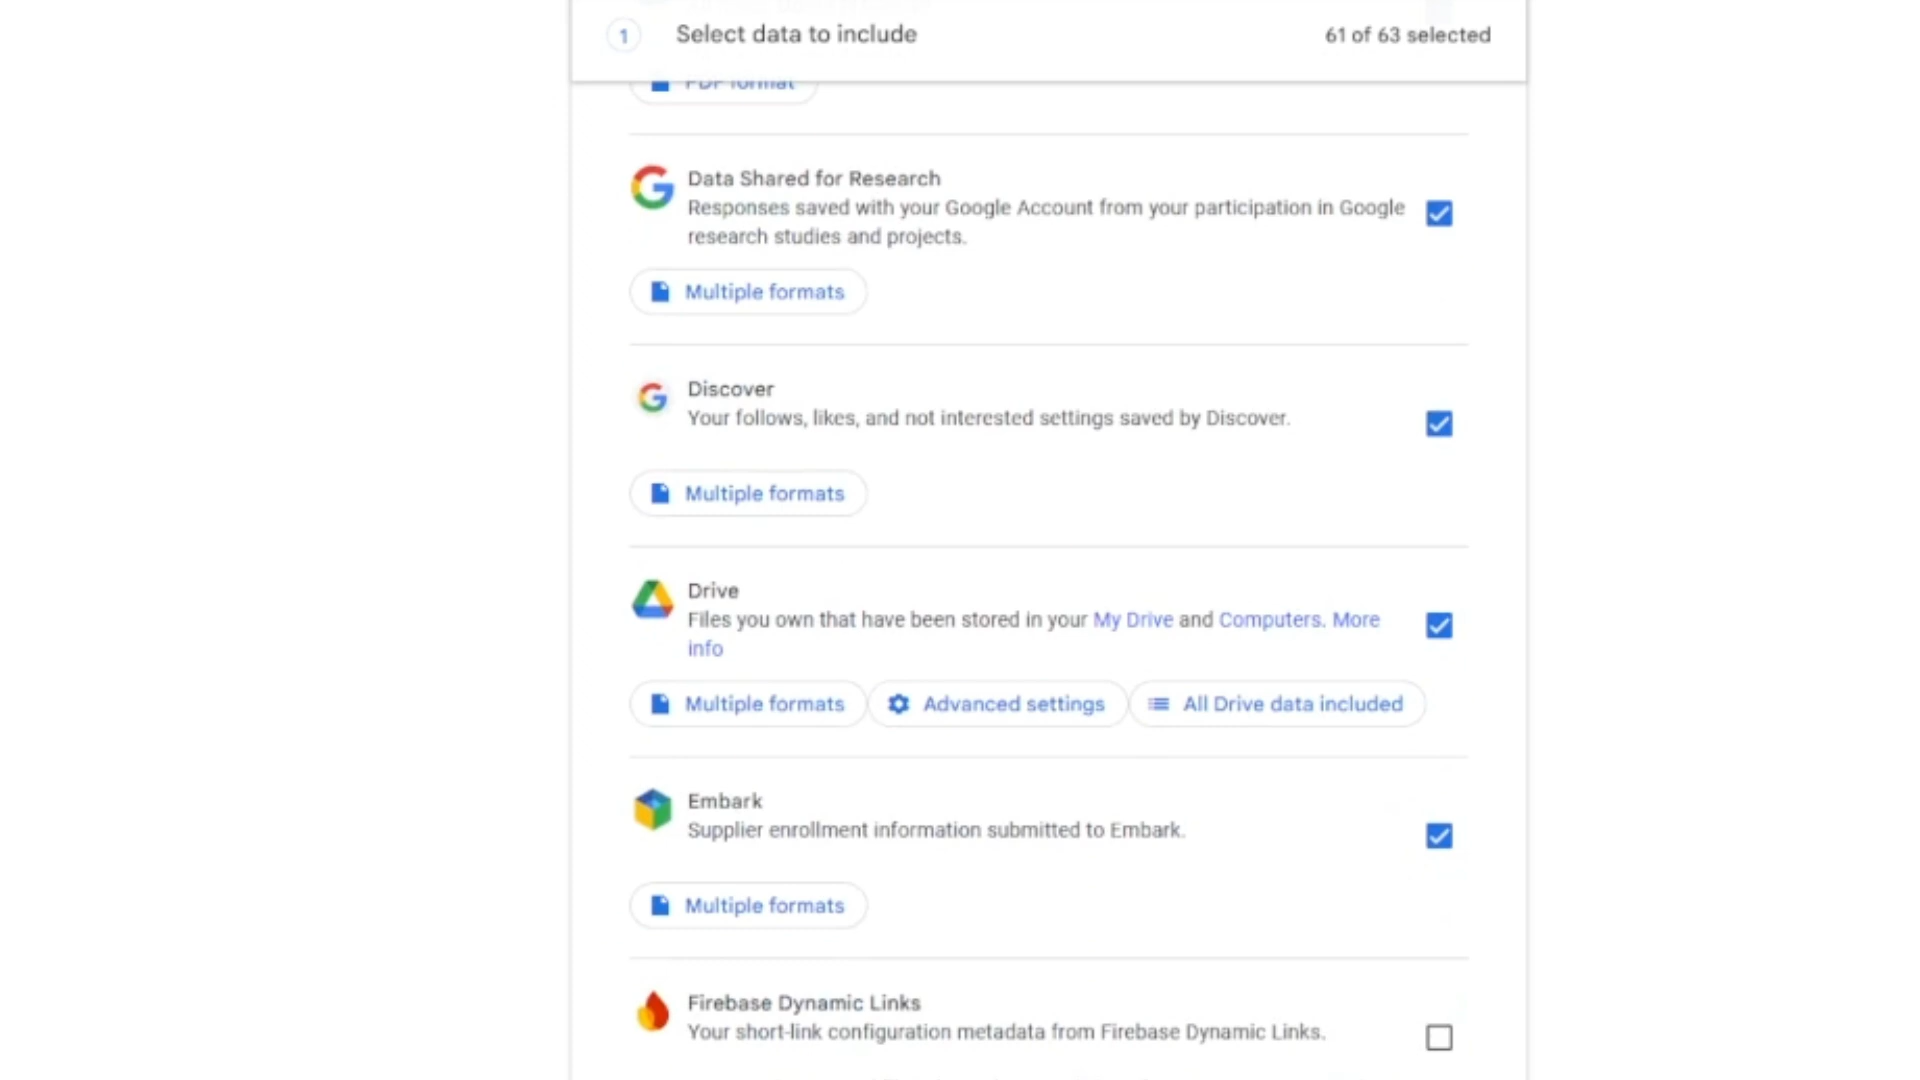 1 Select data to include 61 of 63 selected
PDF format
Data Shared for Research
Responses saved with your Google Account from your participation in Google
research studies and projects.
Multiple formats
Discover
Your follows, likes, and not interested settings saved by Discover.
Multiple formats
Drive
Files you own that have been stored in your My Drive and Computers. More
info
Multiple formats Advanced settings All Drive data included
Embark
Supplier enrollment information submitted to Embark.
Multiple formats
Firebase Dynamic Links
Your short-link configuration metadata from Firebase Dynamic Links.